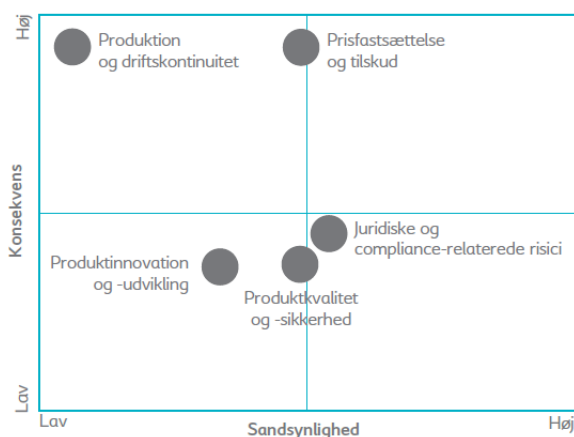 Høj
Produktion
og driftskontinuitet
Prisfastsættelse
og tilskud
Konsekvens
Juridiske og
compliance-relaterede risici
Produktinnovation
og -udvikling
Produktkvalitet
og -sikkerhed
Lav
Lav
Sandsynlighed
Høj